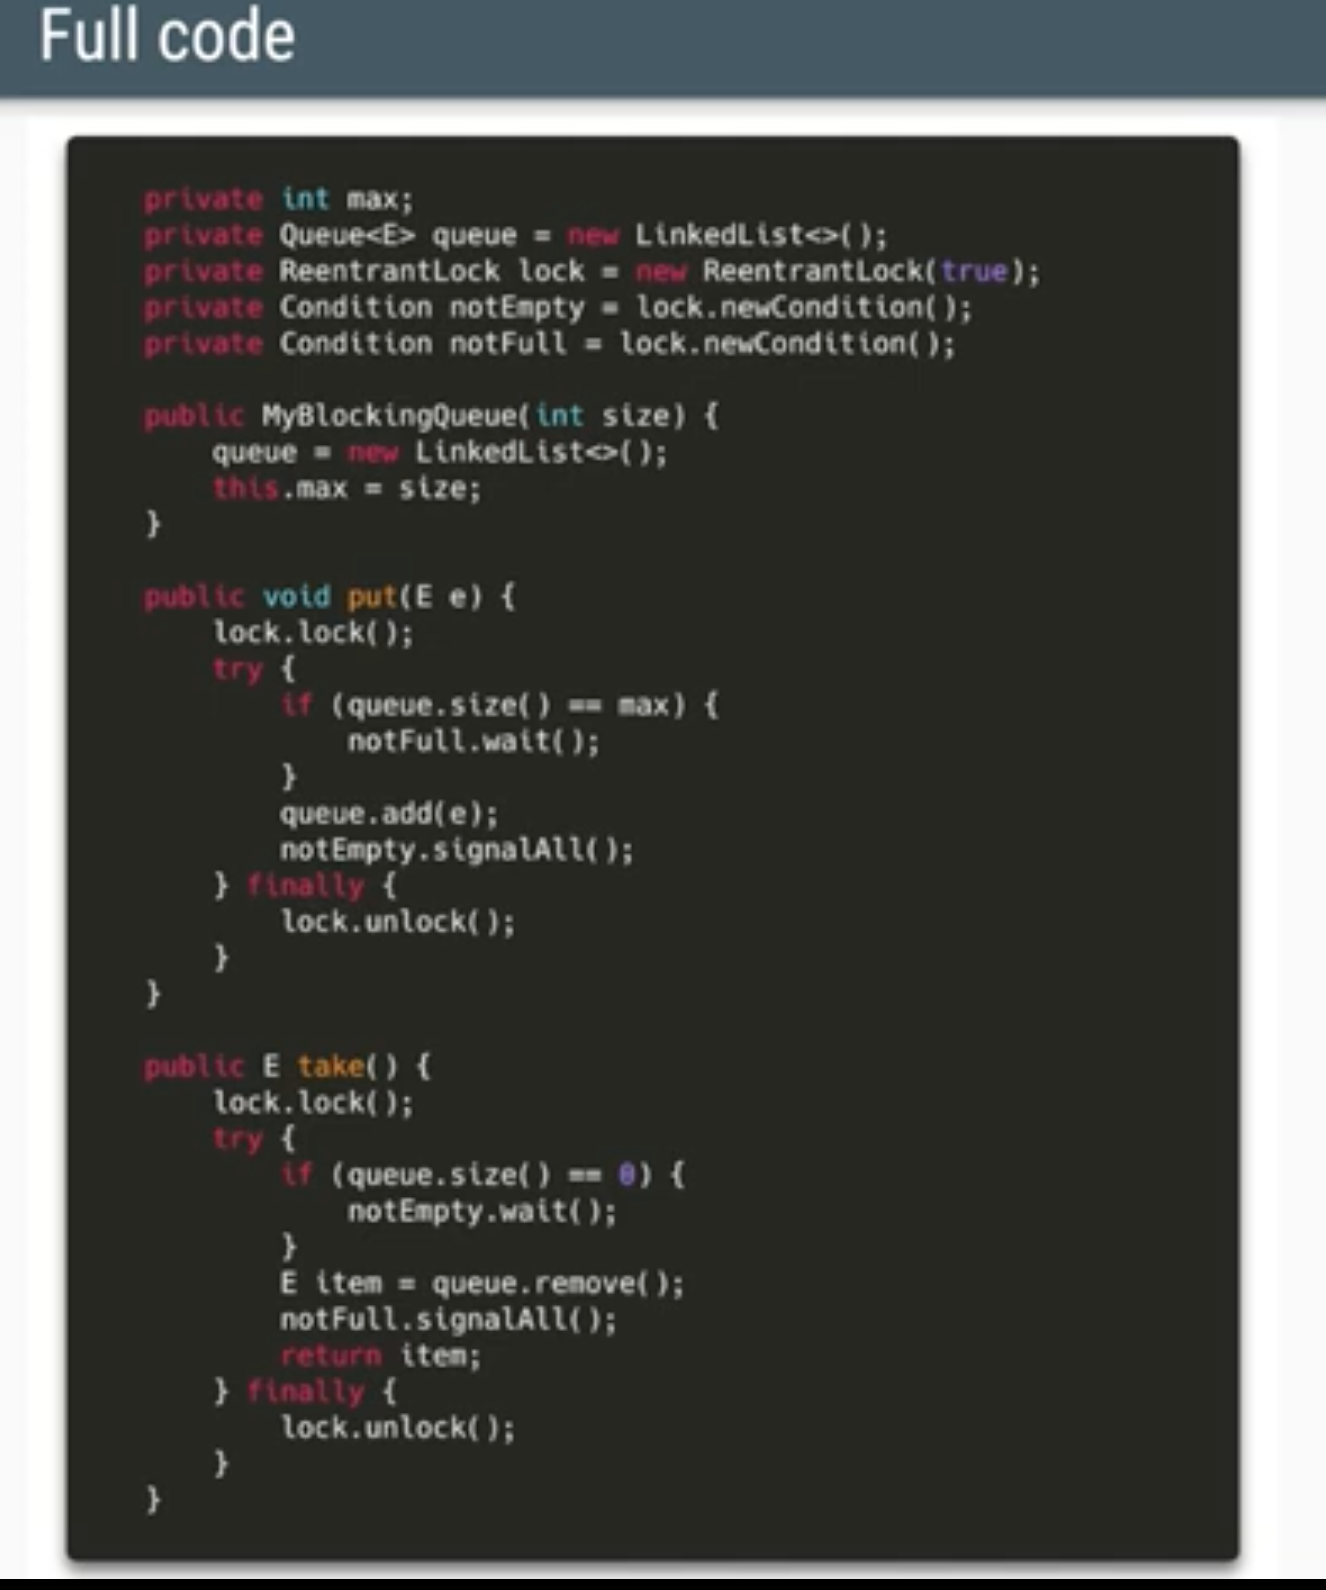 Full code
private int max;
private Queue<E> queue = new LinkedList<>();
private ReentrantLock lock = new ReentrantLock(true);
private Condition notEmpty = lock.newCondition();
private Condition notFull = lock.newCondition();
public MyBlockingQueue(int size) {
queue = new LinkedList<>();
this.max = size;
}
public void put(E e) {
lock.lock();
try {
if (queue.size() == max) {
notFull.wait();
}
queue.add(e);
notEmpty.signalAll();
} finally {
lock.unlock();
}
}
public E take() {
lock.lock();
try {
if (queue.size() == 0) {
notEmpty.wait();
}
E item = queue.remove();
notFull.signalAll();
return item;
} finally {
lock.unlock();
}
}